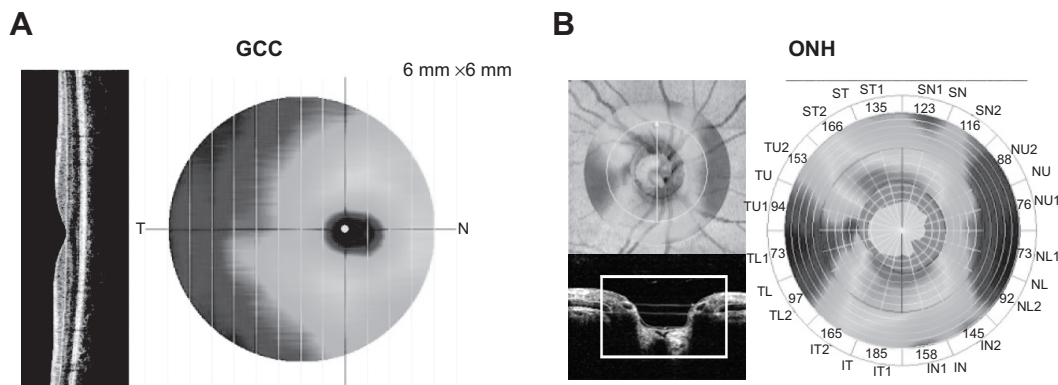 A
GCC
6 mm ×6 mm
T
N
B
ONH
ST
ST1
SN1
SN
ST2
SN2
TU2
NU2
TU
NU
TU1
NU1
TL1
NL1
TL
NL
TL2
NL2
IT2
IN2
IT
IT1
IN1
IN
135
123
166
116
153
88
94
76
73
73
97
92
165
145
185
158